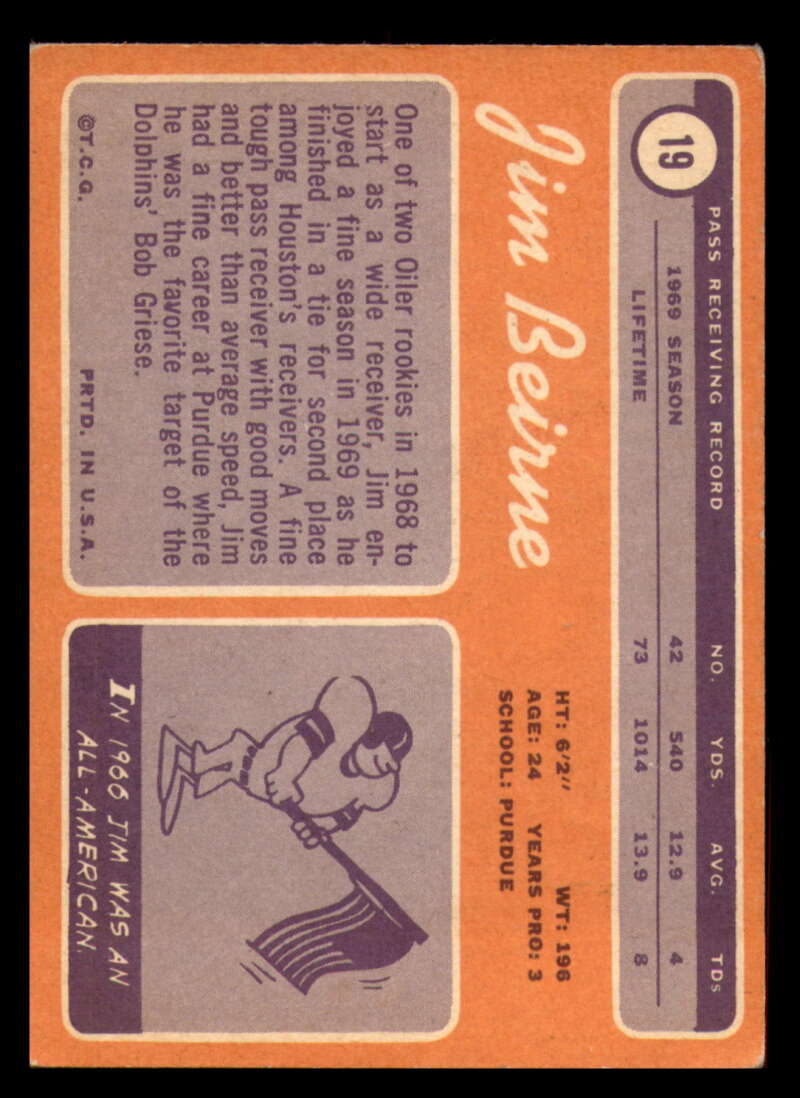 19
PASS RECEIVING RECORD NO. YDS. AVG. TDs
1969 SEASON 42 540 12.9 4
LIFETIME 73 1014 13.9 8
Jim Beirne
HT: 6'2" WT: 196
AGE: 24 YEARS PRO: 3
SCHOOL: PURDUE
One of two Oiler rookies in 1968 to
start as a wide receiver, Jim en-
joyed a fine season in 1969 as he
finished in a tie for second place
among Houston's receivers. A fine
tough pass receiver with good moves
and better than average speed, Jim
had a fine career at Purdue where
he was the favorite target of the
Dolphins' Bob Griese.
©T.C.G. PRTD. IN U.S.A.
IN 1966 JIM WAS AN
ALL-AMERICAN.